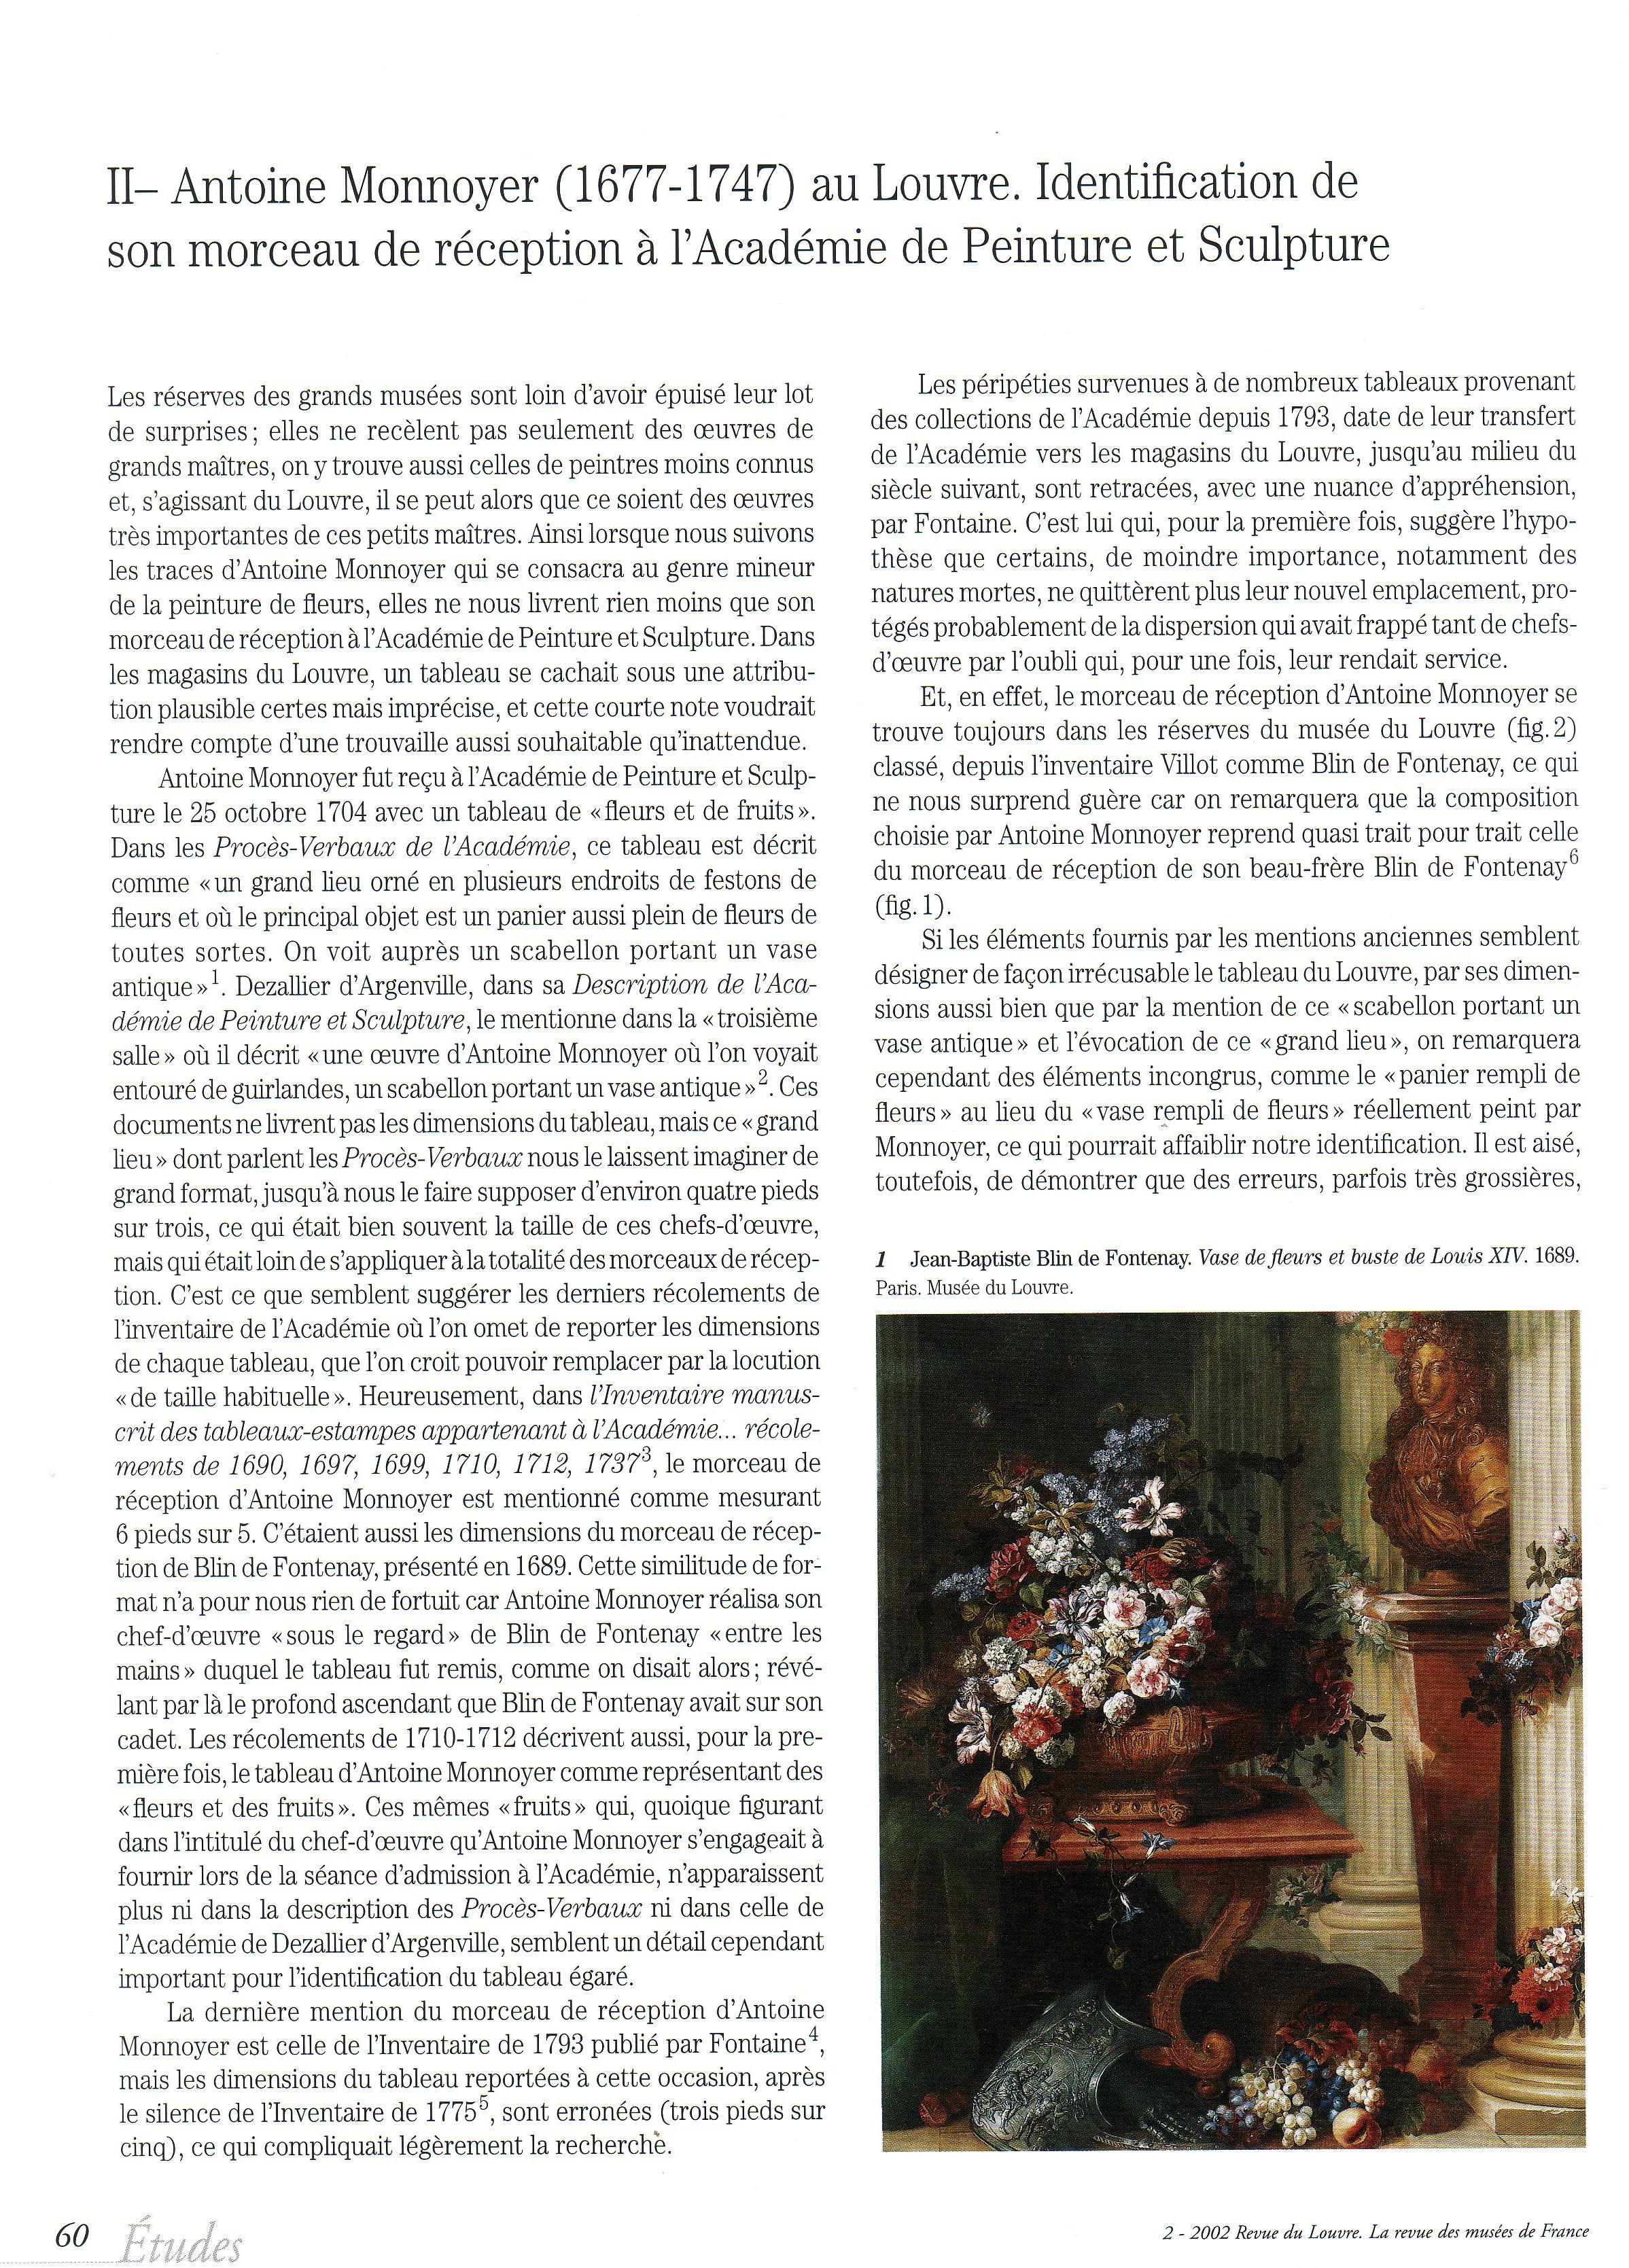 II– Antoine Monnoyer (1677-1747) au Louvre. Identification de
son morceau de réception à l'Académie de Peinture et Sculpture
Les réserves des grands musées sont loin d'avoir épuisé leur lot
de surprises ; elles ne recèlent pas seulement des œuvres de
grands maîtres, on y trouve aussi celles de peintres moins connus
et, s'agissant du Louvre, il se peut alors que ce soient des œuvres
très importantes de ces petits maîtres. Ainsi lorsque nous suivons
les traces d'Antoine Monnoyer qui se consacra au genre mineur
de la peinture de fleurs, elles ne nous livrent rien moins que son
morceau de réception à l'Académie de Peinture et Sculpture. Dans
les magasins du Louvre, un tableau se cachait sous une attribu-
tion plausible certes mais imprécise, et cette courte note voudrait
rendre compte d'une trouvaille aussi souhaitable qu'inattendue.
Antoine Monnoyer fut reçu à l'Académie de Peinture et Sculp-
ture le 25 octobre 1704 avec un tableau de « fleurs et de fruits ».
Dans les Procès-Verbaux de l'Académie, ce tableau est décrit
comme « un grand lieu orné en plusieurs endroits de festons de
fleurs et où le principal objet est un panier aussi plein de fleurs de
toutes sortes. On voit auprès un scabellon portant un vase
antique »1. Dezallier d'Argenville, dans sa Description de l'Aca-
démie de Peinture et Sculpture, le mentionne dans la « troisième
salle » où il décrit « une œuvre d'Antoine Monnoyer où l'on voyait
entouré de guirlandes, un scabellon portant un vase antique »2. Ces
documents ne livrent pas les dimensions du tableau, mais ce « grand
lieu » dont parlent les Procès-Verbaux nous le laissent imaginer de
grand format, jusqu'à nous le faire supposer d'environ quatre pieds
sur trois, ce qui était bien souvent la taille de ces chefs-d'œuvre,
mais qui était loin de s'appliquer à la totalité des morceaux de récep-
tion. C'est ce que semblent suggérer les derniers récolements de
l'inventaire de l'Académie où l'on omet de reporter les dimensions
de chaque tableau, que l'on croit pouvoir remplacer par la locution
« de taille habituelle ». Heureusement, dans l'Inventaire manus-
crit des tableaux-estampes appartenant à l'Académie... récole-
ments de 1690, 1697, 1699, 1710, 1712, 17373, le morceau de
réception d'Antoine Monnoyer est mentionné comme mesurant
6 pieds sur 5. C'étaient aussi les dimensions du morceau de récep-
tion de Blin de Fontenay, présenté en 1689. Cette similitude de for-
mat n'a pour nous rien de fortuit car Antoine Monnoyer réalisa son
chef-d'œuvre « sous le regard » de Blin de Fontenay « entre les
mains » duquel le tableau fut remis, comme on disait alors ; révé-
lant par là le profond ascendant que Blin de Fontenay avait sur son
cadet. Les récolements de 1710-1712 décrivent aussi, pour la pre-
mière fois, le tableau d'Antoine Monnoyer comme représentant des
« fleurs et des fruits ». Ces mêmes « fruits » qui, quoique figurant
dans l'intitulé du chef-d'œuvre qu'Antoine Monnoyer s'engageait à
fournir lors de la séance d'admission à l'Académie, n'apparaissent
plus ni dans la description des Procès-Verbaux ni dans celle de
l'Académie de Dezallier d'Argenville, semblent un détail cependant
important pour l'identification du tableau égaré.
La dernière mention du morceau de réception d'Antoine
Monnoyer est celle de l'Inventaire de 1793 publié par Fontaine4,
mais les dimensions du tableau reportées à cette occasion, après
le silence de l'Inventaire de 17755, sont erronées (trois pieds sur
cinq), ce qui compliquait légèrement la recherche.
Les péripéties survenues à de nombreux tableaux provenant
des collections de l'Académie depuis 1793, date de leur transfert
de l'Académie vers les magasins du Louvre, jusqu'au milieu du
siècle suivant, sont retracées, avec une nuance d'appréhension,
par Fontaine. C'est lui qui, pour la première fois, suggère l'hypo-
thèse que certains, de moindre importance, notamment des
natures mortes, ne quittèrent plus leur nouvel emplacement, pro-
tégés probablement de la dispersion qui avait frappé tant de chefs-
d'œuvre par l'oubli qui, pour une fois, leur rendait service.
Et, en effet, le morceau de réception d'Antoine Monnoyer se
trouve toujours dans les réserves du musée du Louvre (fig. 2)
classé, depuis l'inventaire Villot comme Blin de Fontenay, ce qui
ne nous surprend guère car on remarquera que la composition
choisie par Antoine Monnoyer reprend quasi trait pour trait celle
du morceau de réception de son beau-frère Blin de Fontenay6
(fig. 1).
Si les éléments fournis par les mentions anciennes semblent
désigner de façon irrécusable le tableau du Louvre, par ses dimen-
sions aussi bien que par la mention de ce « scabellon portant un
vase antique » et l'évocation de ce « grand lieu », on remarquera
cependant des éléments incongrus, comme le « panier rempli de
fleurs » au lieu du « vase rempli de fleurs » réellement peint par
Monnoyer, ce qui pourrait affaiblir notre identification. Il est aisé,
toutefois, de démontrer que des erreurs, parfois très grossières,
1 Jean-Baptiste Blin de Fontenay. Vase de fleurs et buste de Louis XIV. 1689.
Paris. Musée du Louvre.
60 Études
2 - 2002 Revue du Louvre. La revue des musées de France